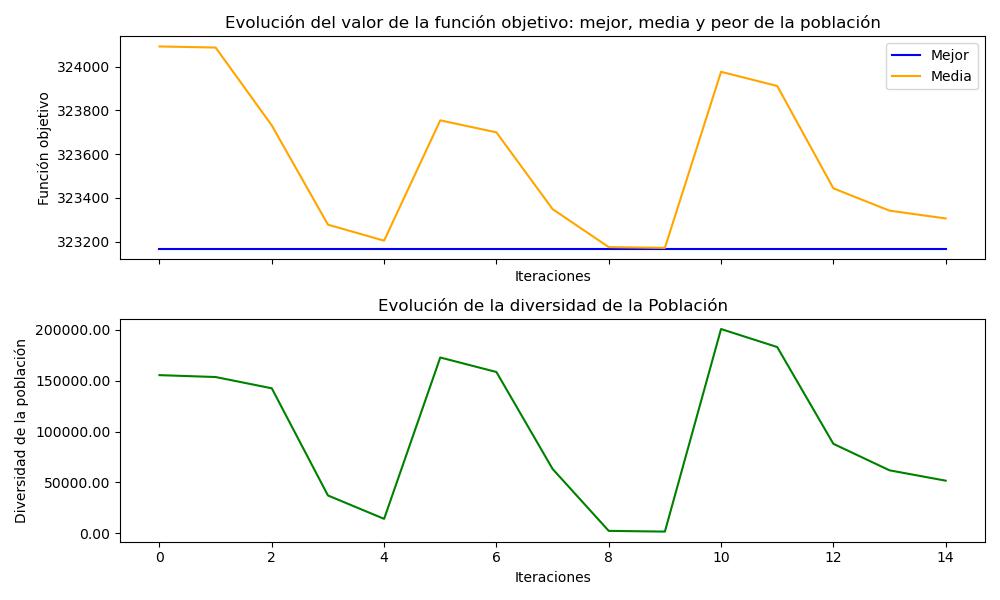 Evolución del valor de la función objetivo: mejor, media y peor de la población
Función objetivo
324000
323800
323600
323400
323200
Mejor
Media
Iteraciones
Evolución de la diversidad de la Población
Diversidad de la población
200000.00
150000.00
100000.00
50000.00
0.00
0 2 4 6 8 10 12 14
Iteraciones